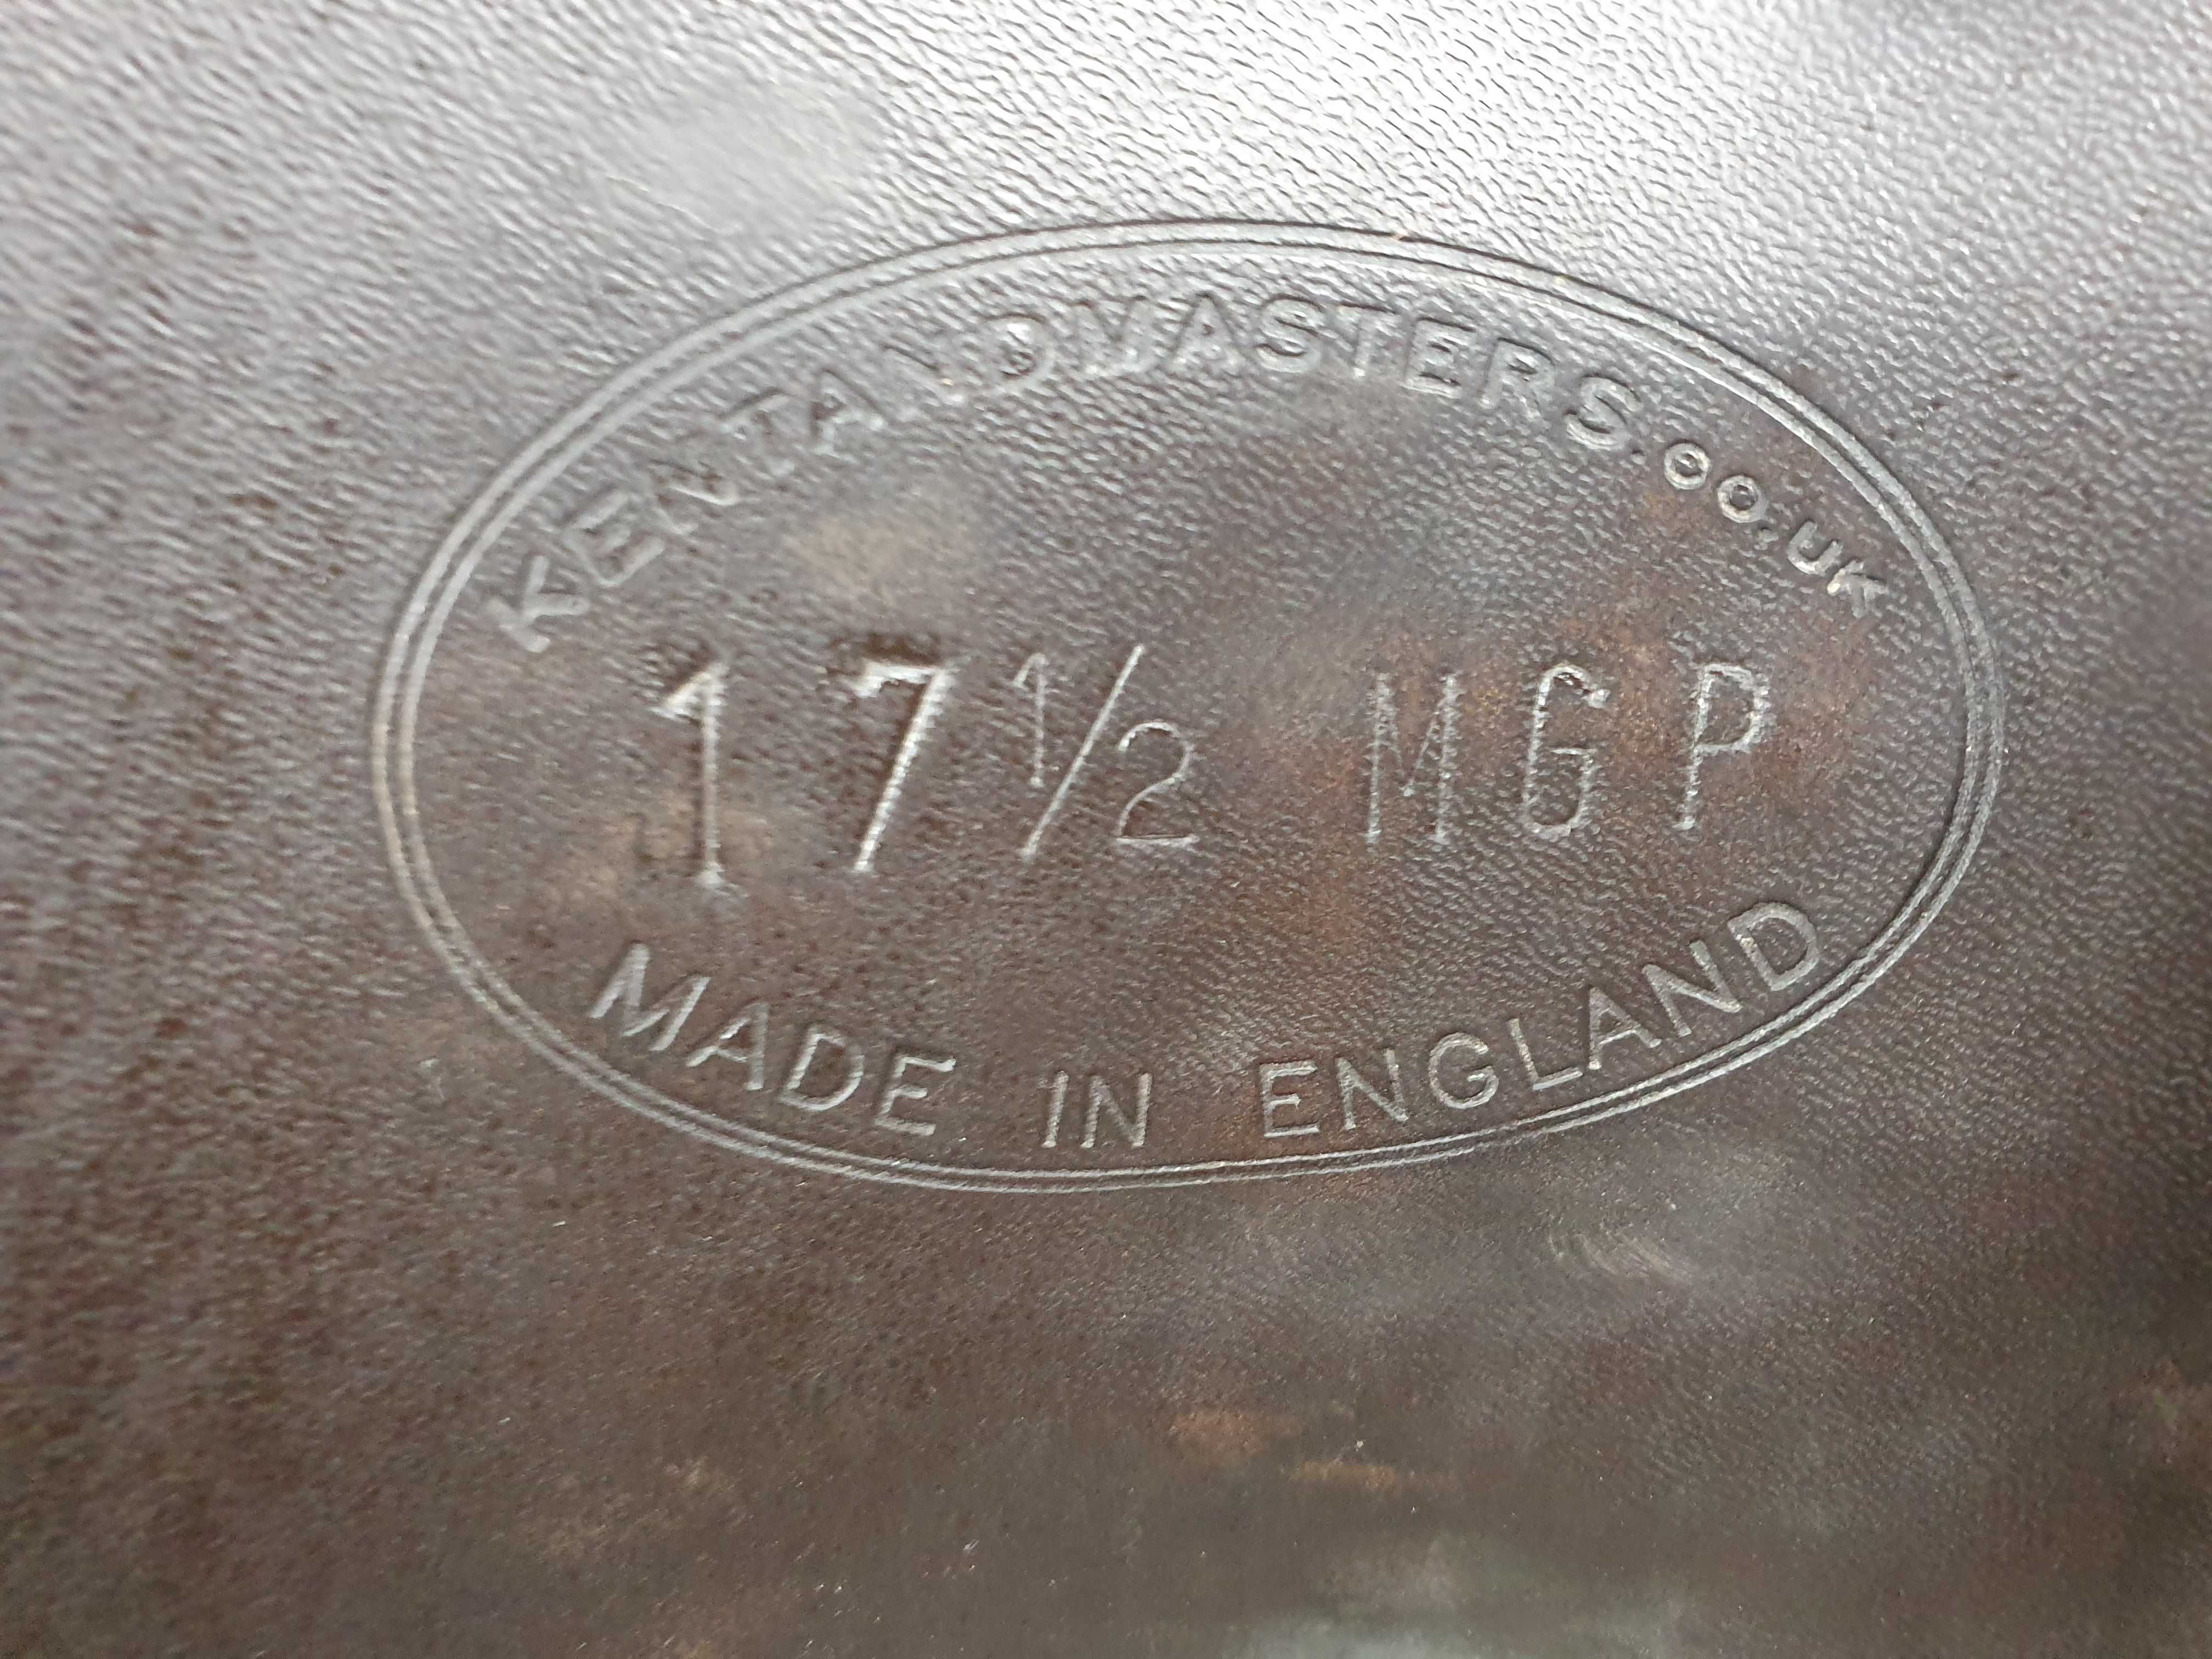 KENTANDMASTERS.CO.UK
17½ MGP
MADE IN ENGLAND